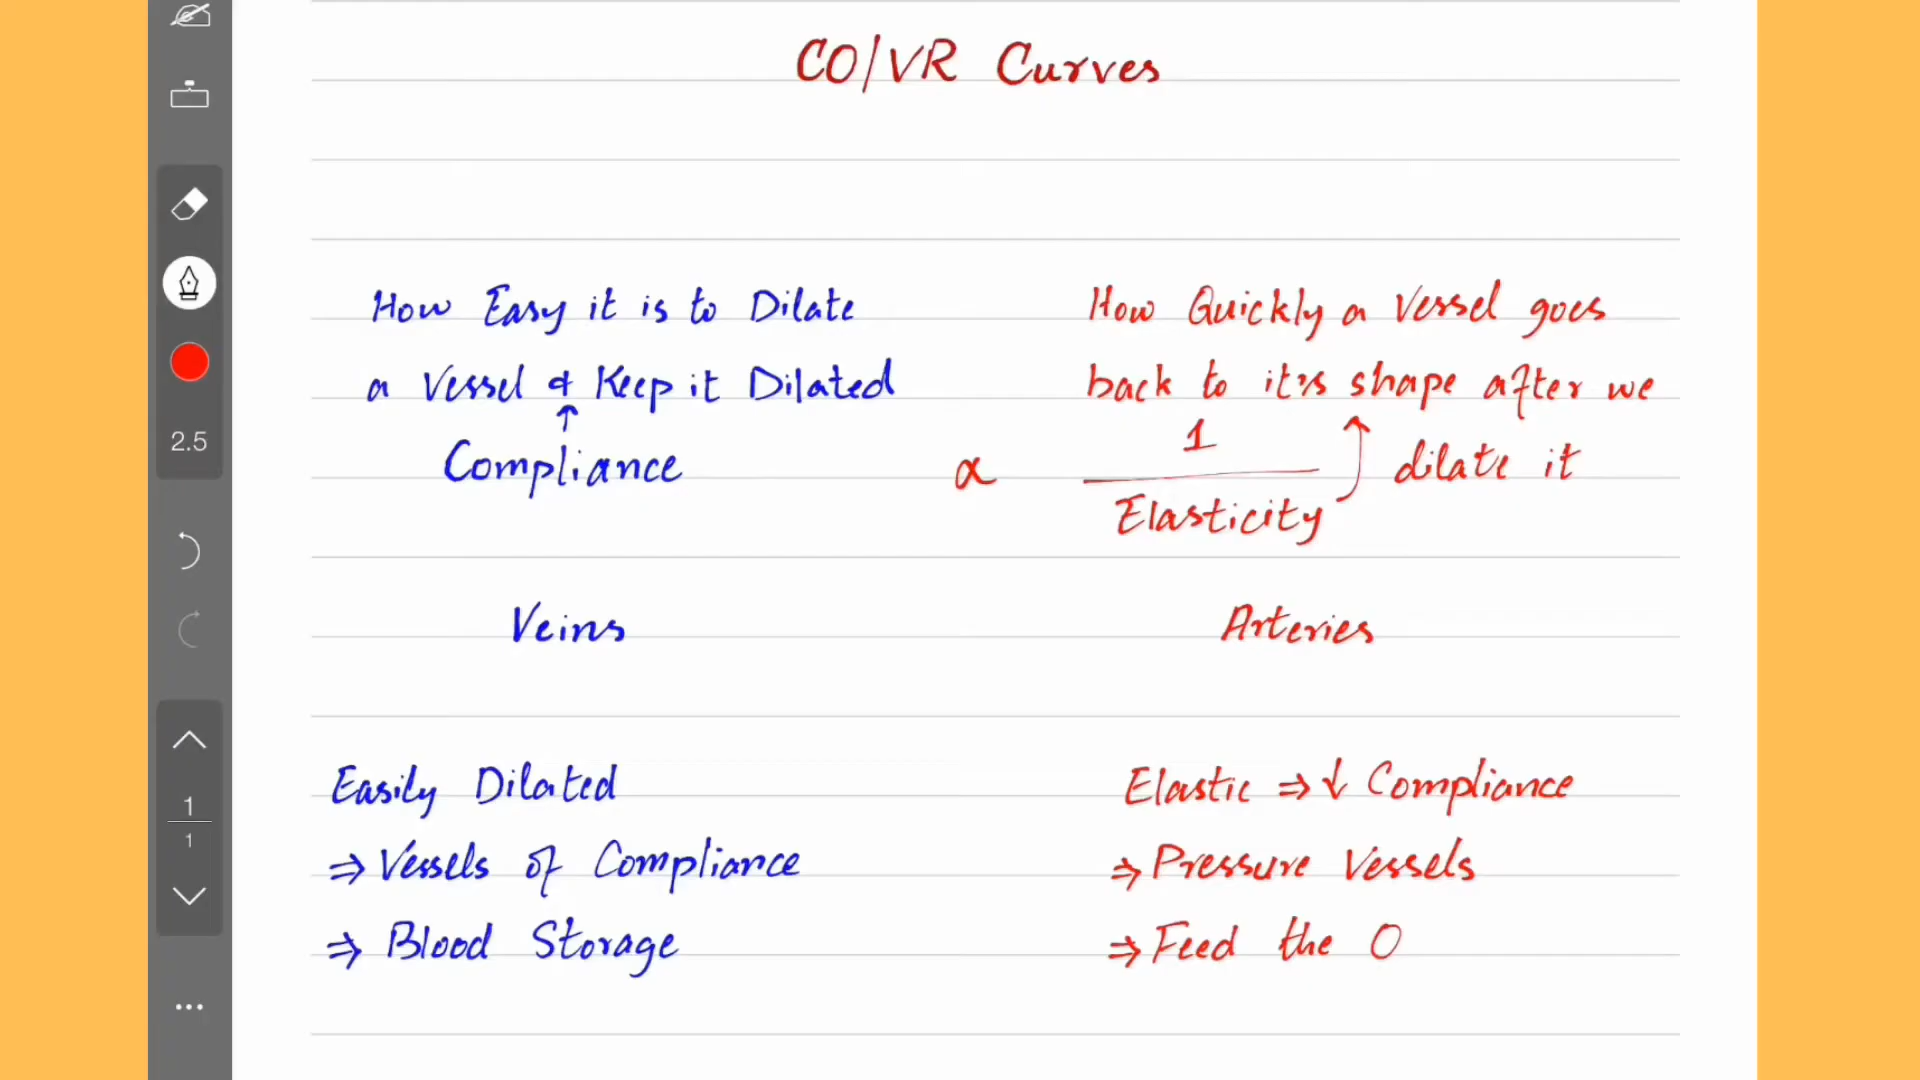 CO/VR Curves
How Easy it is to Dilate
a Vessel & Keep it Dilated
↑
Compliance
α
How Quickly a Vessel goes
back to it's shape after we
dilate it
1
Elasticity
Veins
Arteries
Easily Dilated
⇒ Vessels of Compliance
⇒ Blood Storage
Elastic ⇒ ↓ Compliance
⇒ Pressure Vessels
⇒ Feed the O
2.5
1
1